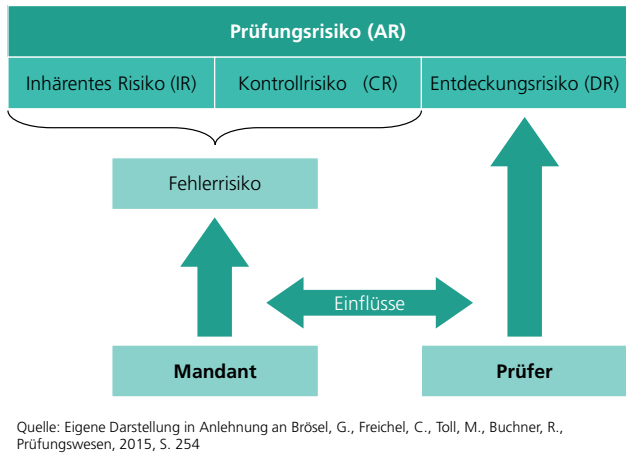 Prüfungsrisiko (AR)
Inhärentes Risiko (IR)
Kontrollrisiko (CR)
Entdeckungsrisiko (DR)
Fehlerrisiko
Einflüsse
Mandant
Prüfer
Quelle: Eigene Darstellung in Anlehnung an Brösel, G., Freichel, C., Toll, M., Buchner, R.,
Prüfungswesen, 2015, S. 254